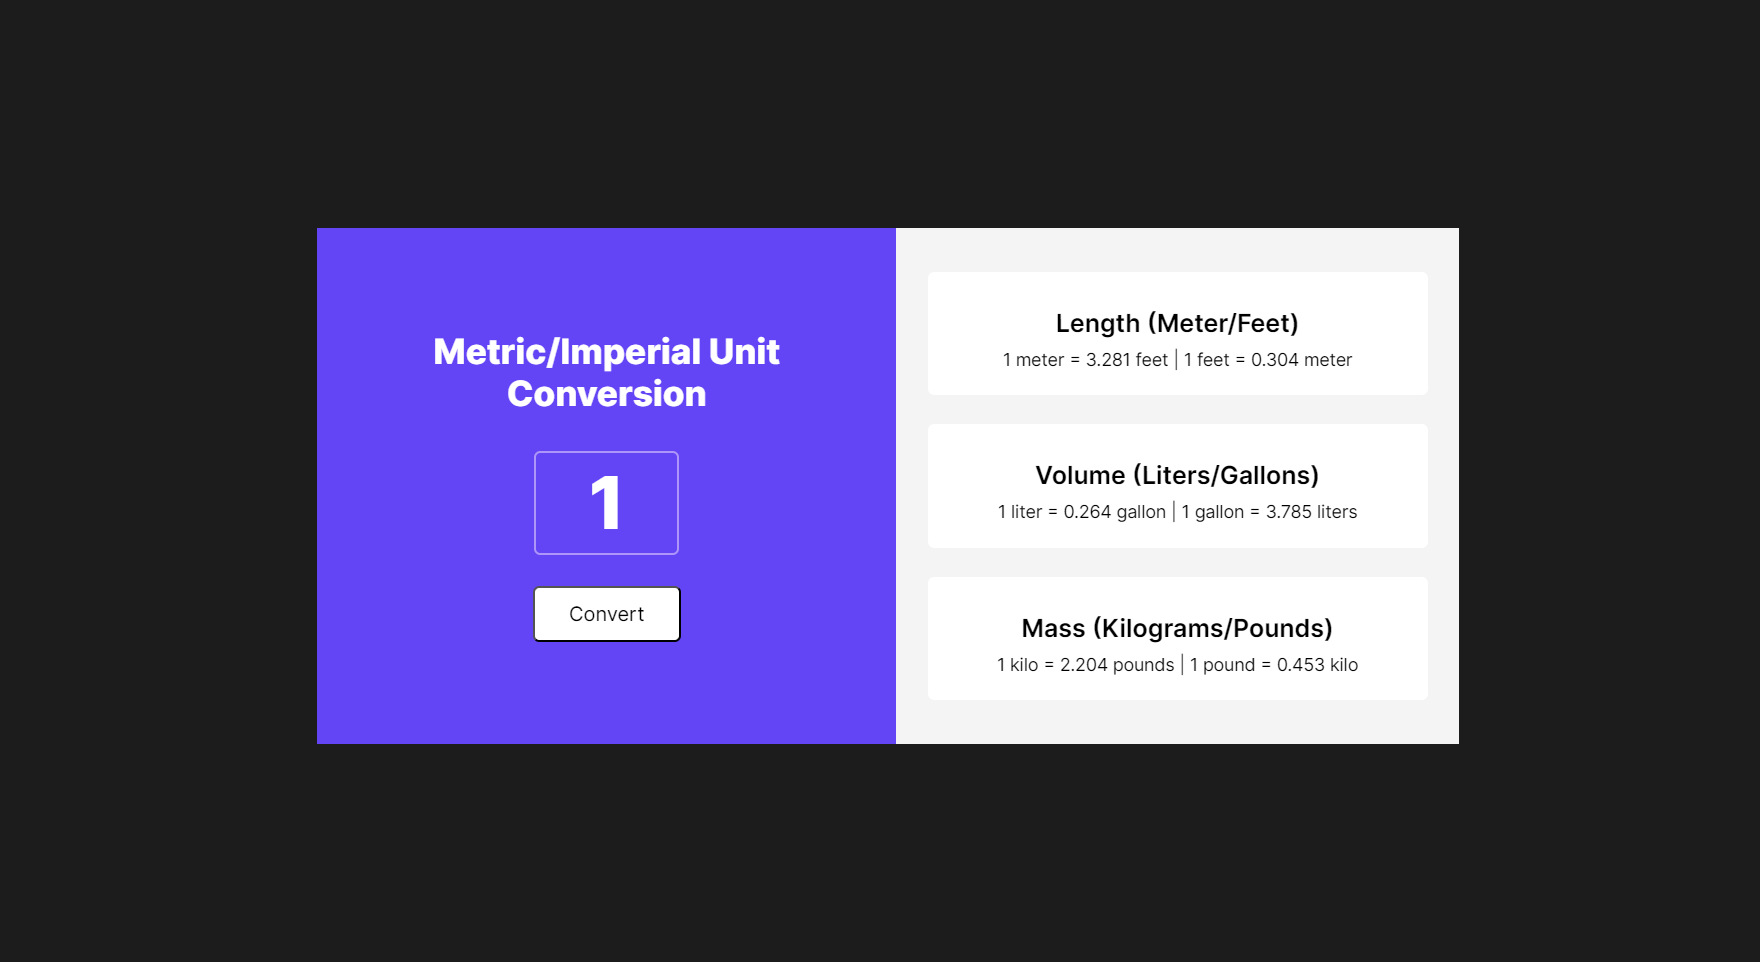 Metric/Imperial Unit
Conversion
1
Convert
Length (Meter/Feet)
1 meter = 3.281 feet | 1 feet = 0.304 meter
Volume (Liters/Gallons)
1 liter = 0.264 gallon | 1 gallon = 3.785 liters
Mass (Kilograms/Pounds)
1 kilo = 2.204 pounds | 1 pound = 0.453 kilo